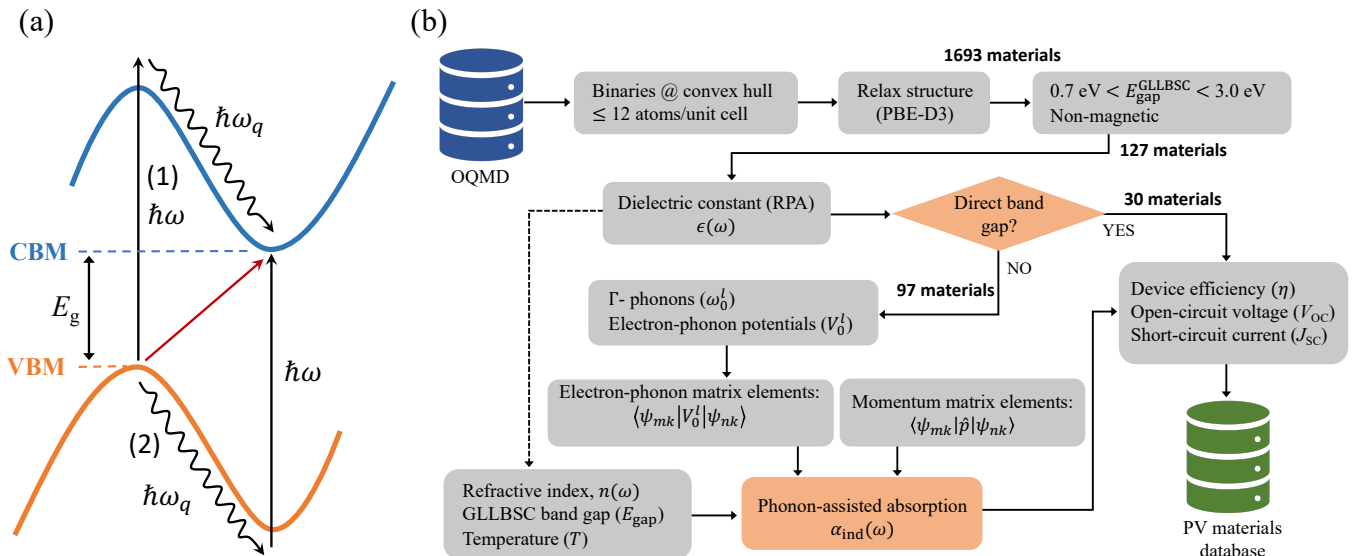 (a)
ℏω_q
(1)
ℏω
CBM
E_g
VBM
ℏω
(2)
ℏω_q
(b)
OQMD
Binaries @ convex hull
≤ 12 atoms/unit cell
Relax structure
(PBE-D3)
1693 materials
0.7 eV < E_gap^GLLBSC < 3.0 eV
Non-magnetic
127 materials
Dielectric constant (RPA)
ϵ(ω)
Direct band
gap?
30 materials
YES
NO
97 materials
Γ- phonons (ω_0^l)
Electron-phonon potentials (V_0^l)
Device efficiency (η)
Open-circuit voltage (V_OC)
Short-circuit current (J_SC)
Electron-phonon matrix elements:
⟨ψ_mk|V_0^l|ψ_nk⟩
Momentum matrix elements:
⟨ψ_mk|p̂|ψ_nk⟩
Refractive index, n(ω)
GLLBSC band gap (E_gap)
Temperature (T)
Phonon-assisted absorption
α_ind(ω)
PV materials
database